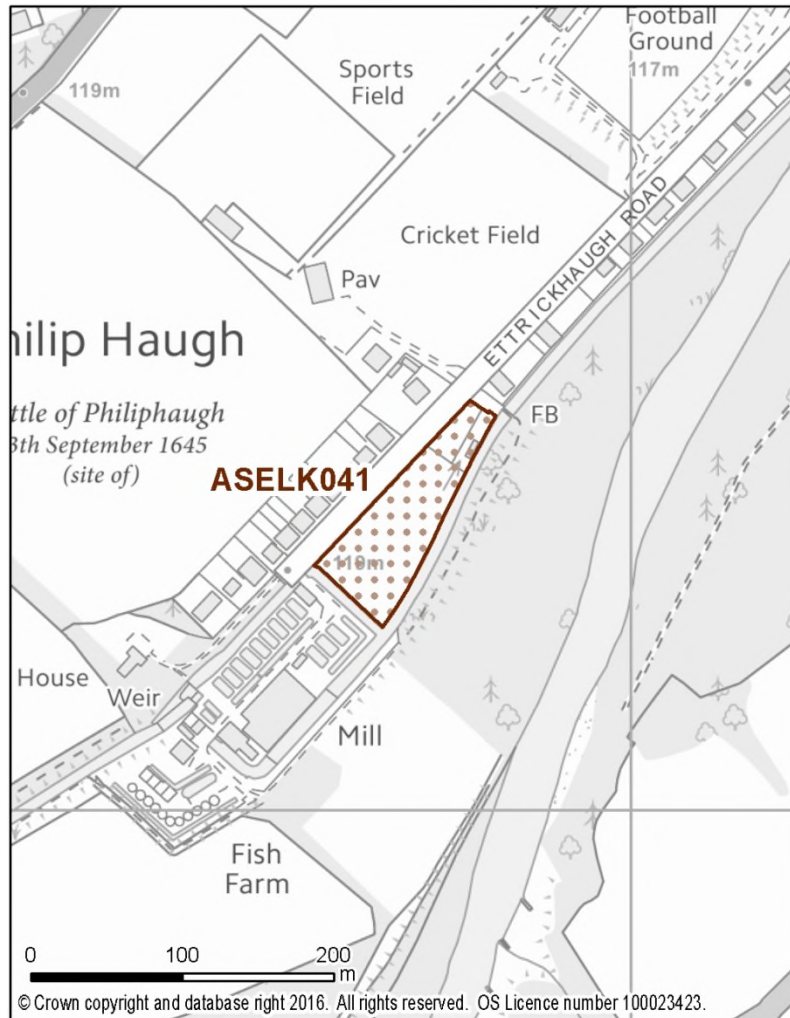 Football
Ground
117m
Sports
Field
119m
ETTRICKHAUGH ROAD
Cricket Field
Pav
hilip Haugh
ttle of Philiphaugh
3th September 1645
(site of)
FB
ASELK041
119m
House
Weir
Mill
Fish
Farm
0 100 200
m
© Crown copyright and database right 2016. All rights reserved. OS Licence number 100023423.